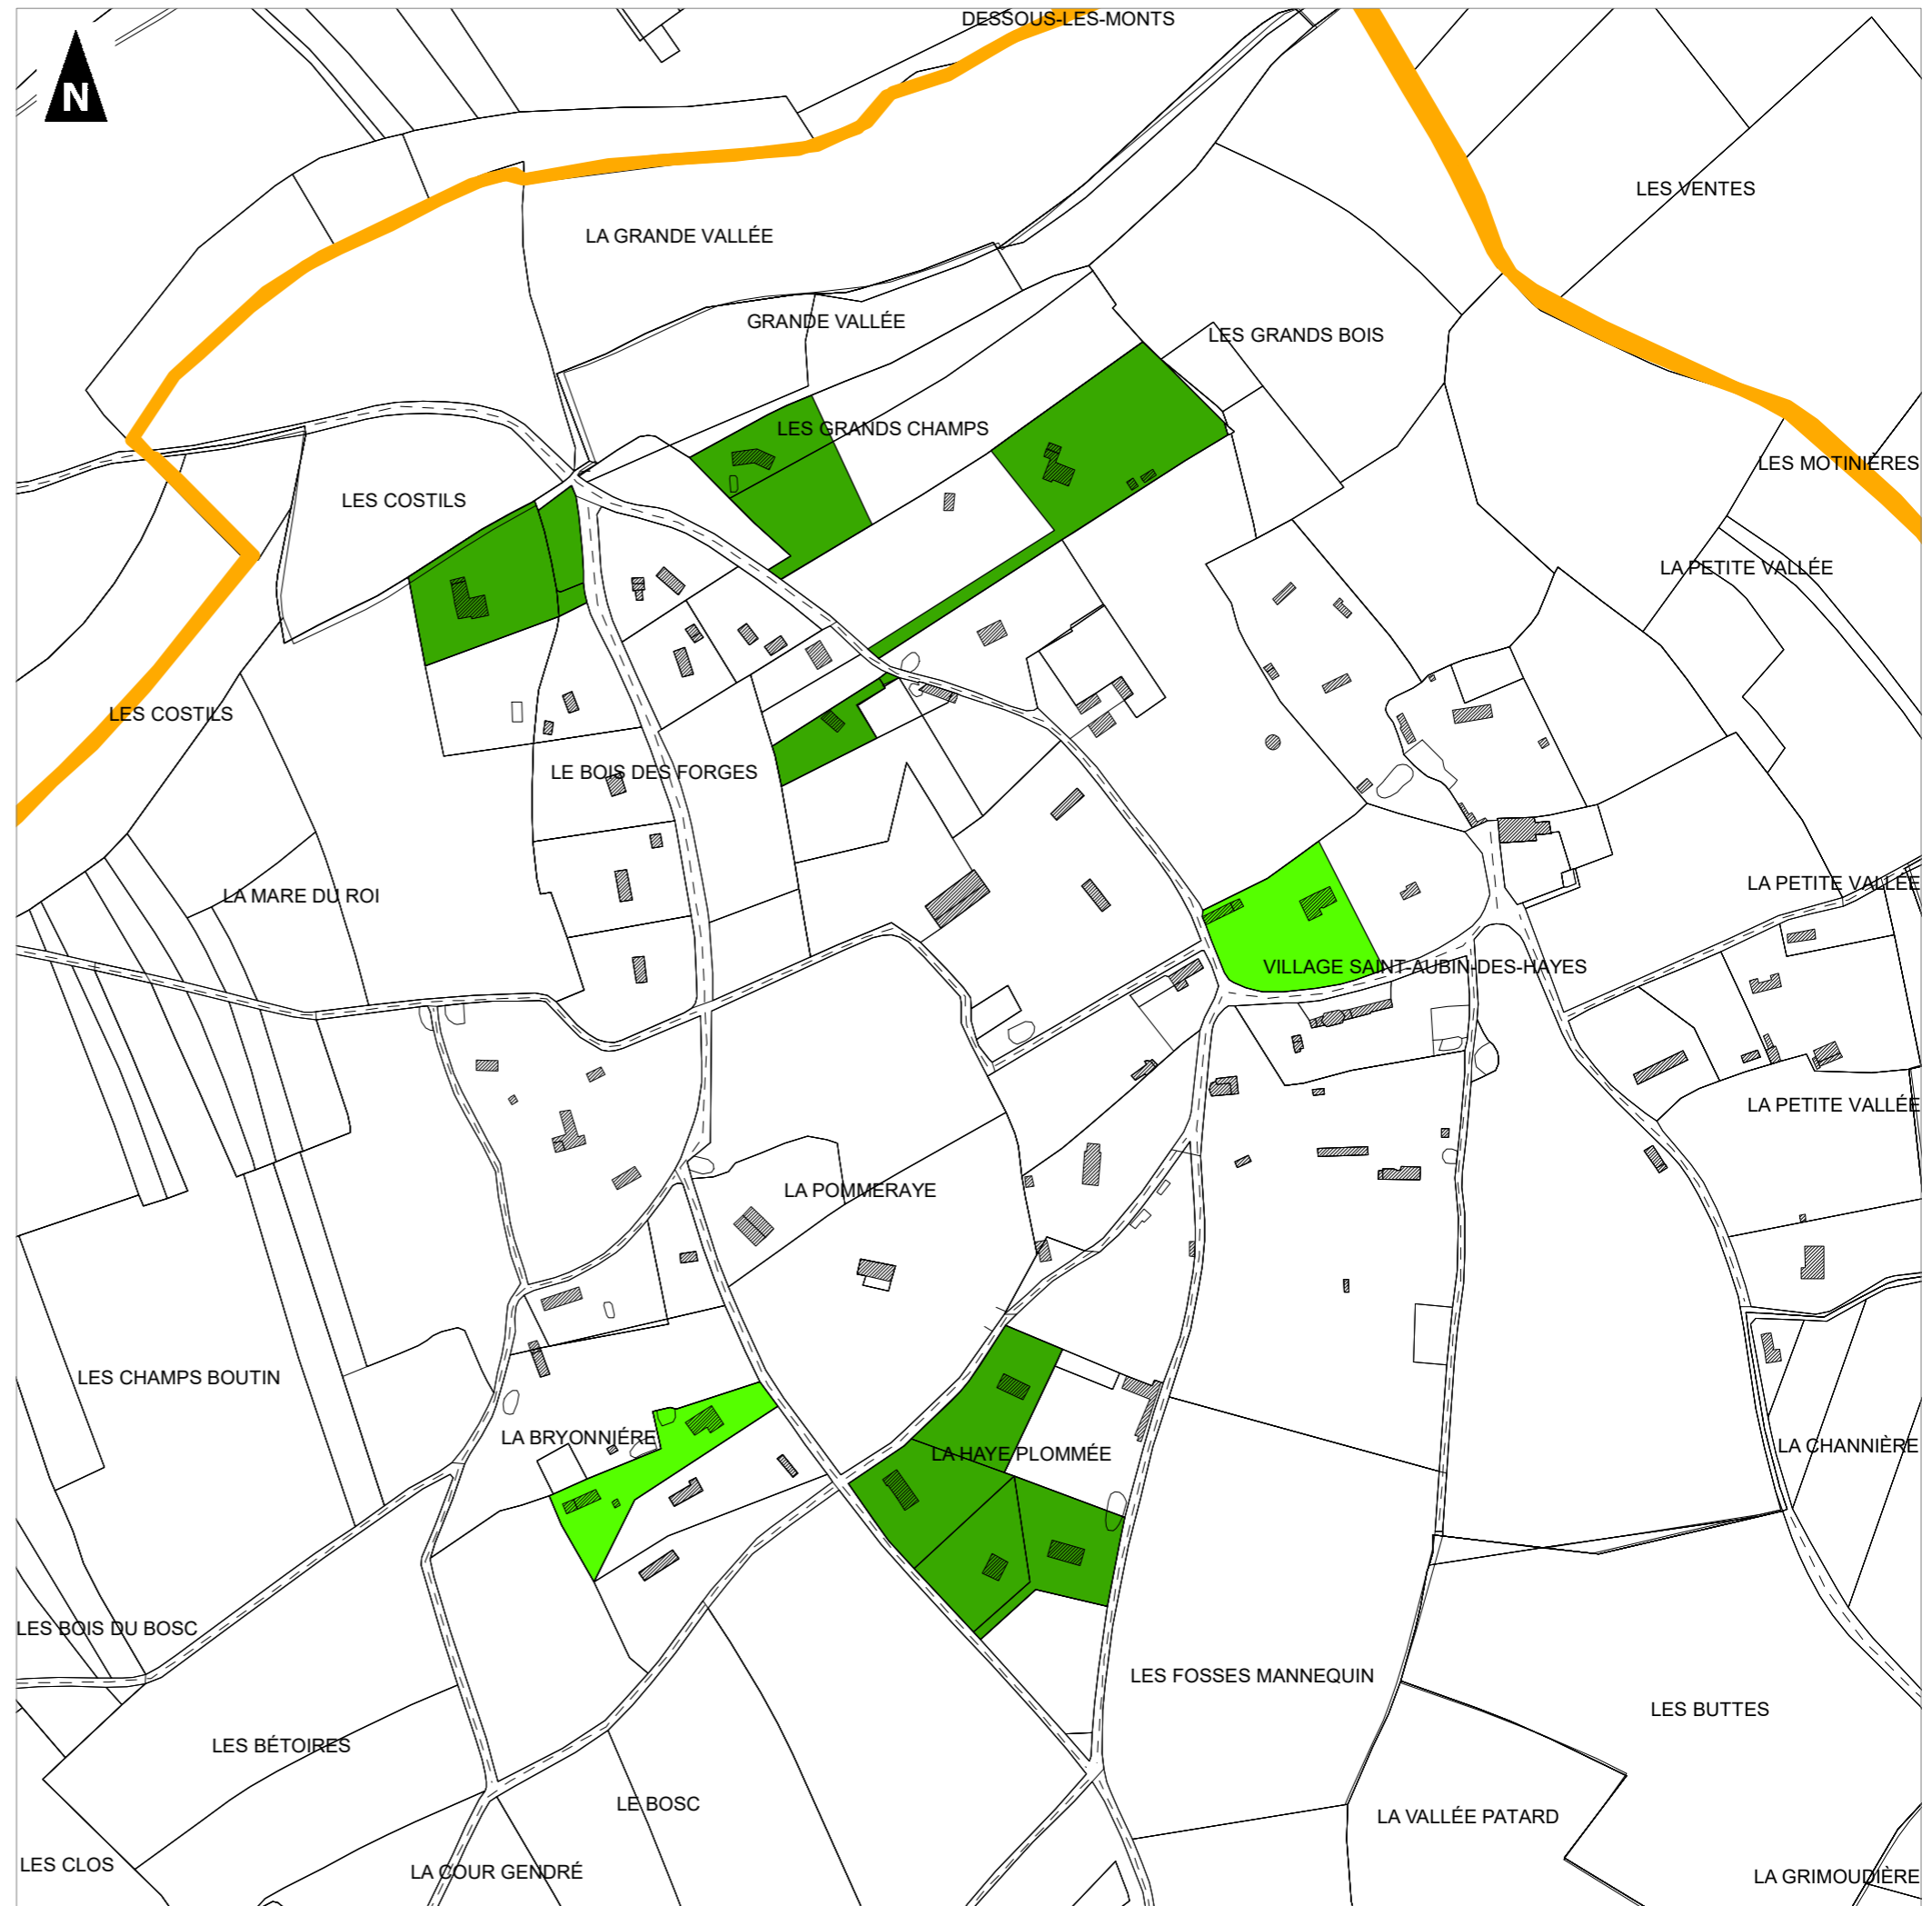 DESSOUS-LES-MONTS
N
LES VENTES
LA GRANDE VALLÉE
GRANDE VALLÉE
LES GRANDS BOIS
LES GRANDS CHAMPS
LES MOTINIÈRES
LES COSTILS
LA PETITE VALLÉE
LES COSTILS
LE BOIS DES FORGES
LA PETITE VALLÉE
LA MARE DU ROI
VILLAGE SAINT-AUBIN-DES-HAYES
LA PETITE VALLÉE
LA POMMERAYE
LES CHAMPS BOUTIN
LA BRYONNIÉRE
LA CHANNIÈRE
LA HAYE PLOMMÉE
LES BOIS DU BOSC
LES FOSSES MANNEQUIN
LES BUTTES
LES BÉTOIRES
LE BOSC
LA VALLÉE PATARD
LES CLOS
LA COUR GENDRÉ
LA GRIMOUDIÈRE